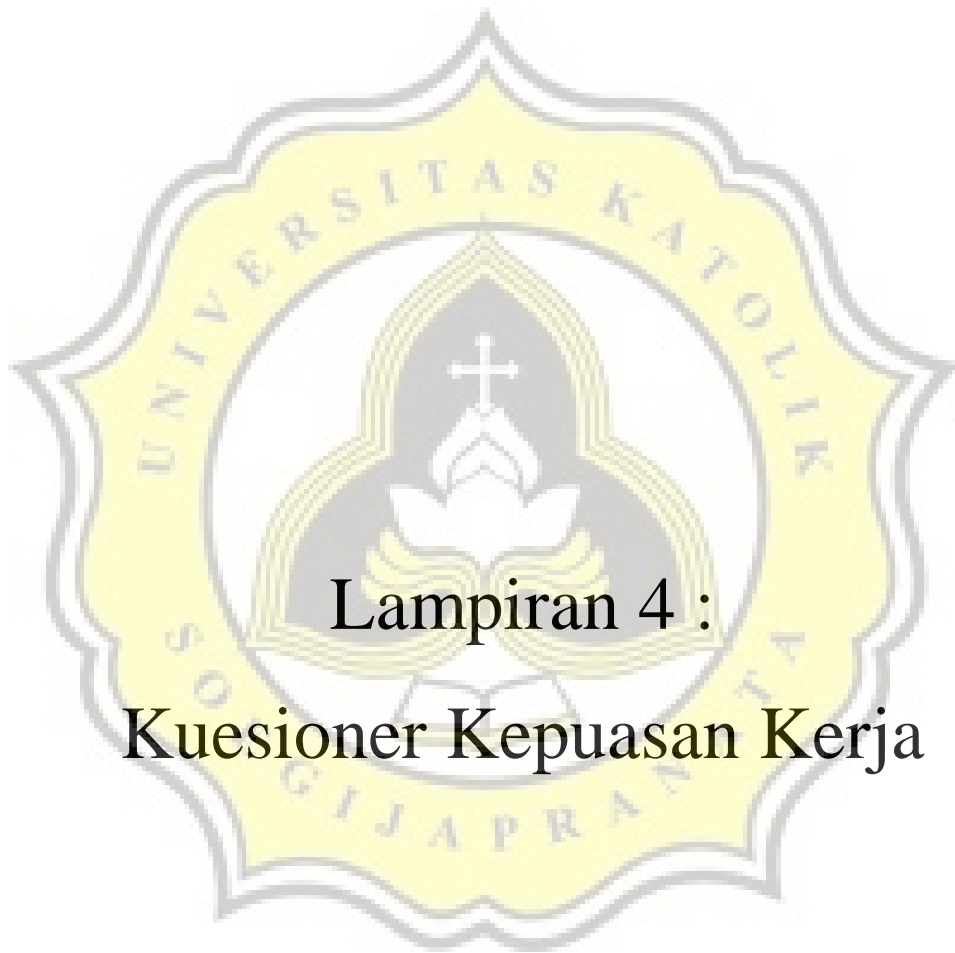 UNIVERSITAS KATOLIK
Lampiran 4 :
Kuesioner Kepuasan Kerja
SOEGIJAPRANATA